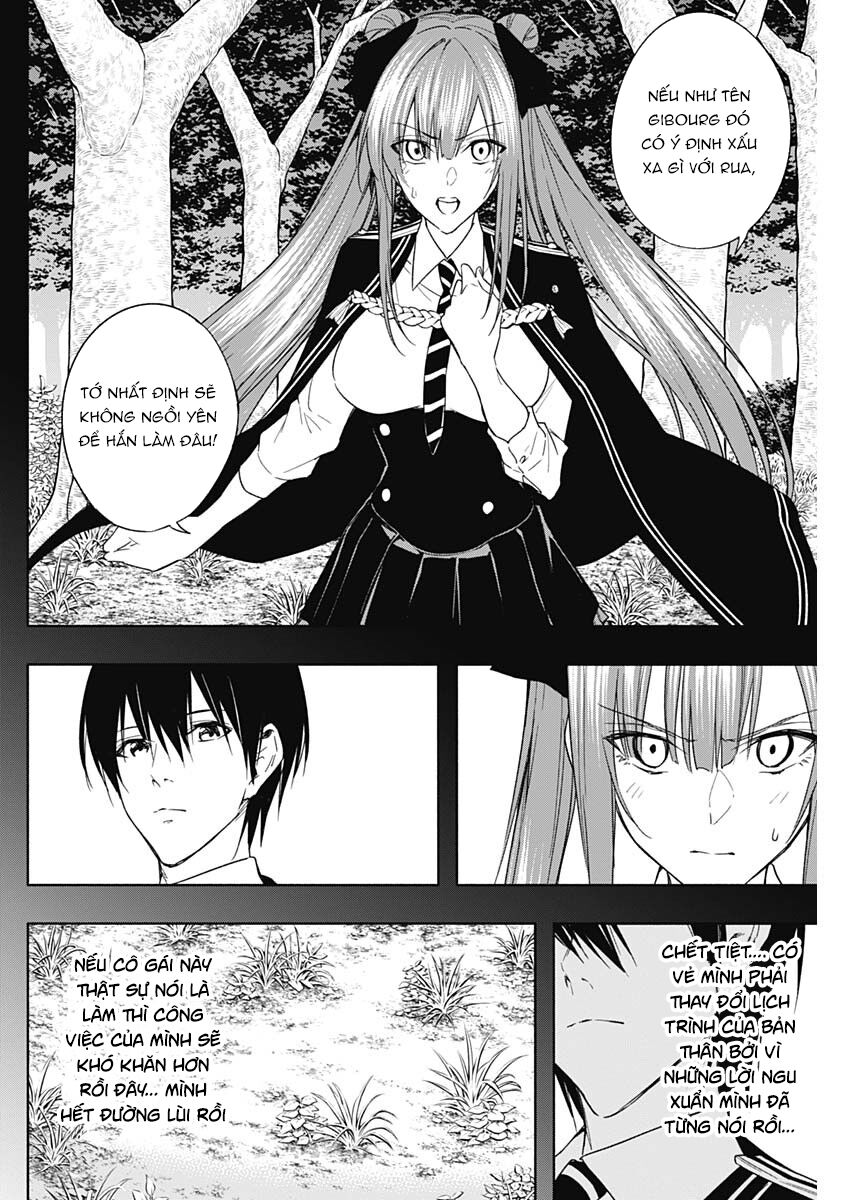 NẾU NHƯ TÊN
GIBOURG ĐÓ
CÓ Ý ĐỊNH XẤU
XA GÌ VỚI RUA,
TỚ NHẤT ĐỊNH SẼ
KHÔNG NGỒI YÊN
ĐỂ HẮN LÀM ĐÂU!
CHẾT TIỆT.... CÓ
VẺ MÌNH PHẢI
THAY ĐỔI LỊCH
TRÌNH CỦA BẢN
THÂN BỞI VÌ
NHỮNG LỜI NGU
XUẨN MÌNH ĐÃ
TỪNG NÓI RỒI...
NẾU CÔ GÁI NÀY
THẬT SỰ NÓI LÀ
LÀM THÌ CÔNG
VIỆC CỦA MÌNH SẼ
KHÓ KHĂN HƠN
RỒI ĐÂY... MÌNH
HẾT ĐƯỜNG LÙI RỒI